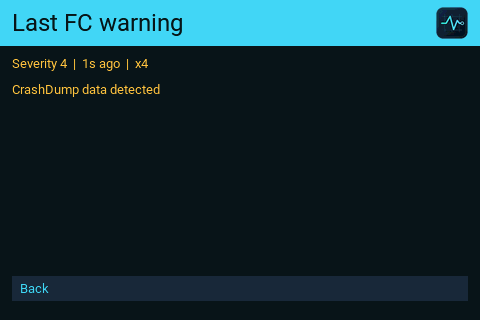 Last FC warning
Severity 4 | 1s ago | x4
CrashDump data detected
Back